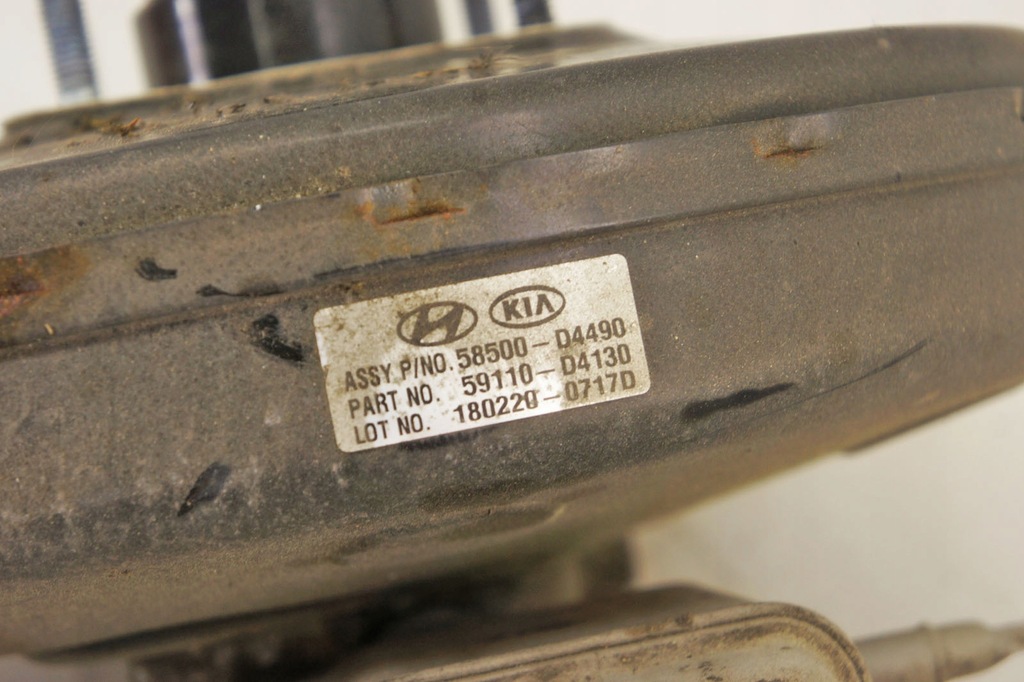 KIA
ASSY P/NO. 58500-D4490
PART NO. 59110-D4130
LOT NO. 180220-0717D